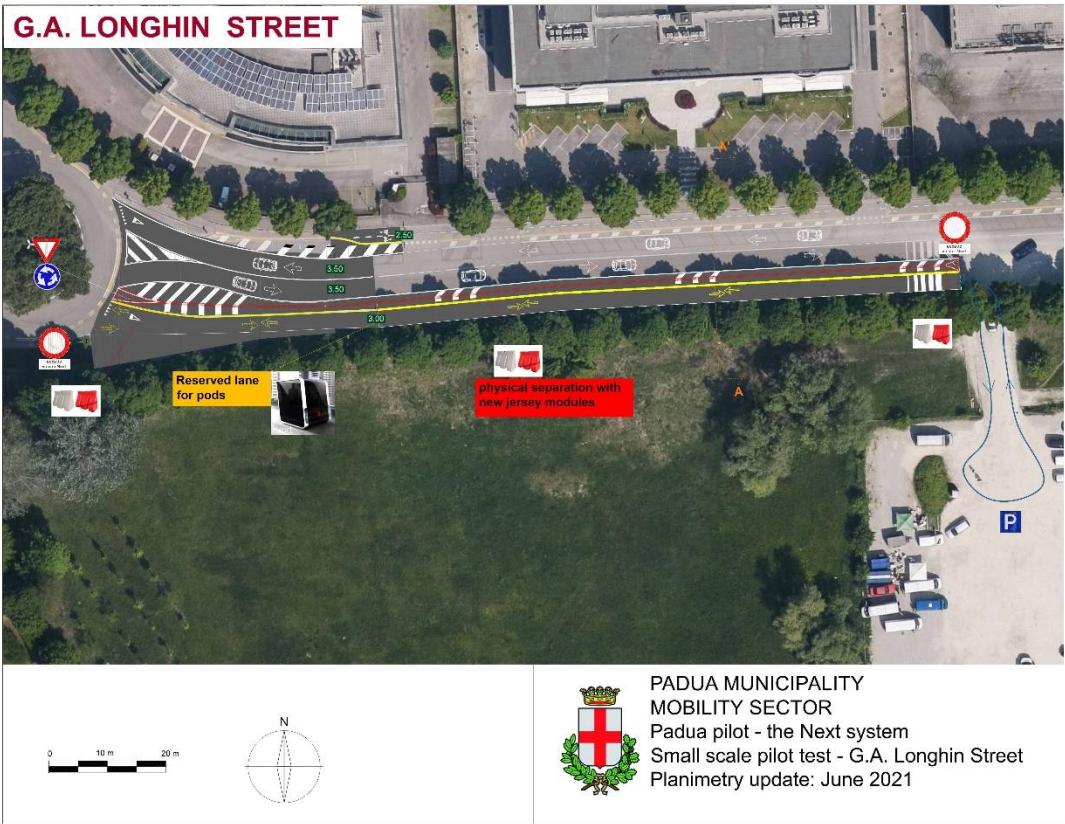 G.A. LONGHIN STREET
A
2.50
3.50
3.50
3.00
Reserved lane
for pods
physical separation with
new jersey modules
A
P
0 10 m 20 m
N
PADUA MUNICIPALITY
MOBILITY SECTOR
Padua pilot - the Next system
Small scale pilot test - G.A. Longhin Street
Planimetry update: June 2021